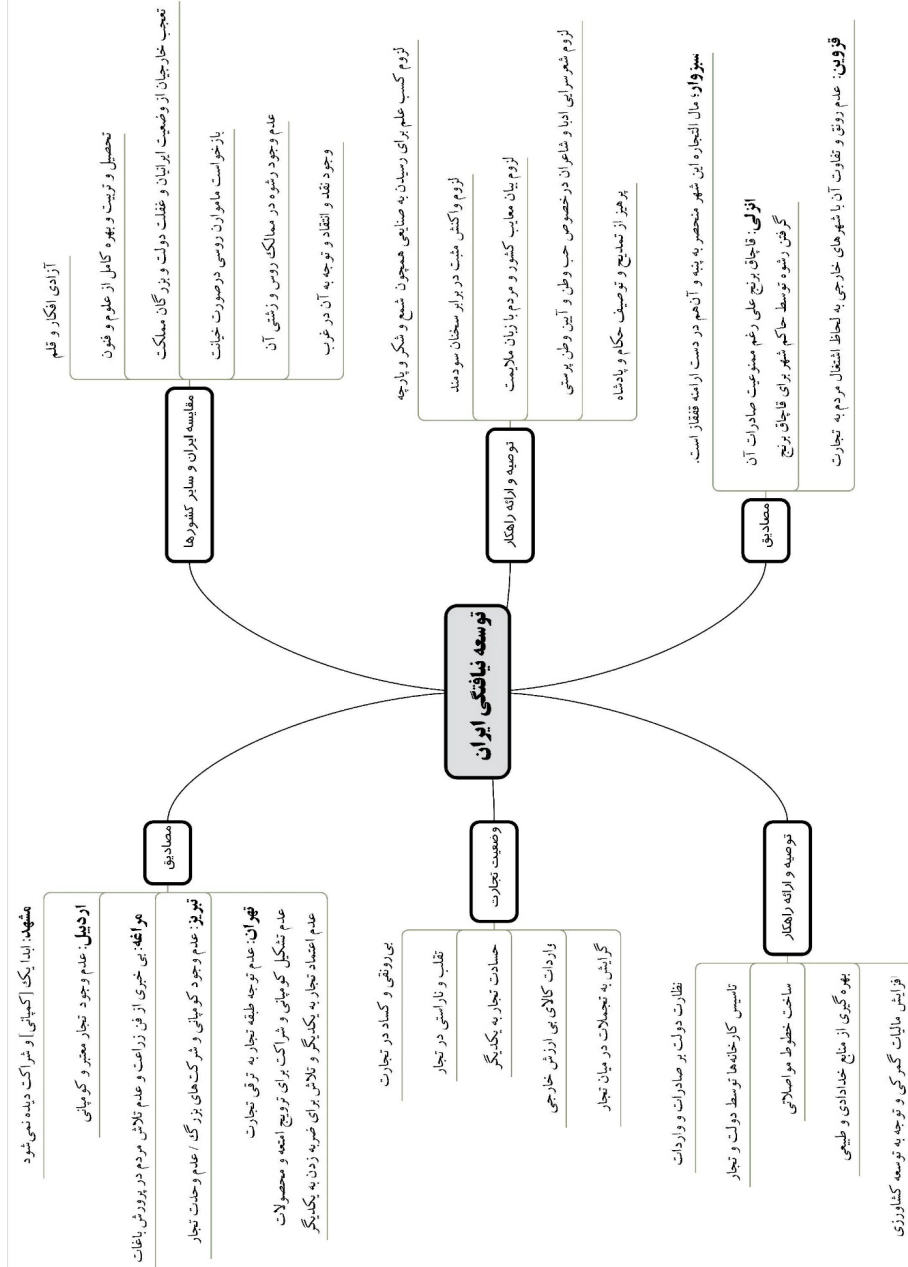 توسعه نیافتگی ایران
مقایسه ایران و سایر کشورها
آزادی افکار و قلم
تحصیل و تربیت و بهره کامل از علوم و فنون
تعجب خارجیان از وضعیت ایرانیان و غفلت دولت و بزرگان مملکت
بازخواست ماموارن روسی درصورت خیانت
عدم وجود رشوه در ممالک روس و زشتی آن
وجود نقد و انتقاد و توجه به آن در غرب
توصیه و ارائه راهکار
لزوم کسب علم برای رسیدن به صنایعی همچون شمع و شکر و پارچه
لزوم واکنش مثبت در برابر سخنان سودمند
لزوم بیان معایب کشور و مردم با زبان ملایمت
لزوم شعرسرایی ادبا و شاعران درخصوص حب وطن و آیین وطن پرستی
پرهیز از تمدیح و توصیف حکام و پادشاه
مصادیق
سبزوار: مال التجاره این شهر منحصر به پنبه و آن‌هم در دست ارامنه قفقاز است.
انزلی: قاچاق برنج علی رغم ممنوعیت صادرات آن
گرفتن رشوه توسط حاکم شهر برای قاچاق برنج
قزوین: عدم رونق و تفاوت آن با شهرهای خارجی به لحاظ اشتغال مردم به تجارت
مصادیق
مشهد: ابدا یک [کمپانی] و شراکت دیده نمی‌شود
اردبیل: عدم وجود تجار معتبر و کومپانی
مراغه: بی خبری از فن زراعت و عدم تلاش مردم در پرورش باغات
تبریز: عدم وجود کومپانی و شرکت‌های بزرگ / عدم وحدت تجار
تهران: عدم توجه طبقه تجار به ترقی تجارت
عدم تشکیل کومپانی و شراکت برای ترویج امتعه و محصولات
عدم اعتماد تجار به یکدیگر و تلاش برای ضربه زدن به یکدیگر
وضعیت تجارت
بی‌رونقی و کساد در تجارت
تقلب و ناراستی در تجار
حسادت تجار به یکدیگر
واردات کالای بی ارزش خارجی
گرایش به تجملات در میان تجار
توصیه و ارائه راهکار
نظارت دولت بر صادرات و واردات
تاسیس کارخانه‌ها توسط دولت و تجار
ساخت خطوط مواصلاتی
بهره گیری از منابع خدادادی و طبیعی
افزایش مالیات گمرکی و توجه به توسعه کشاورزی